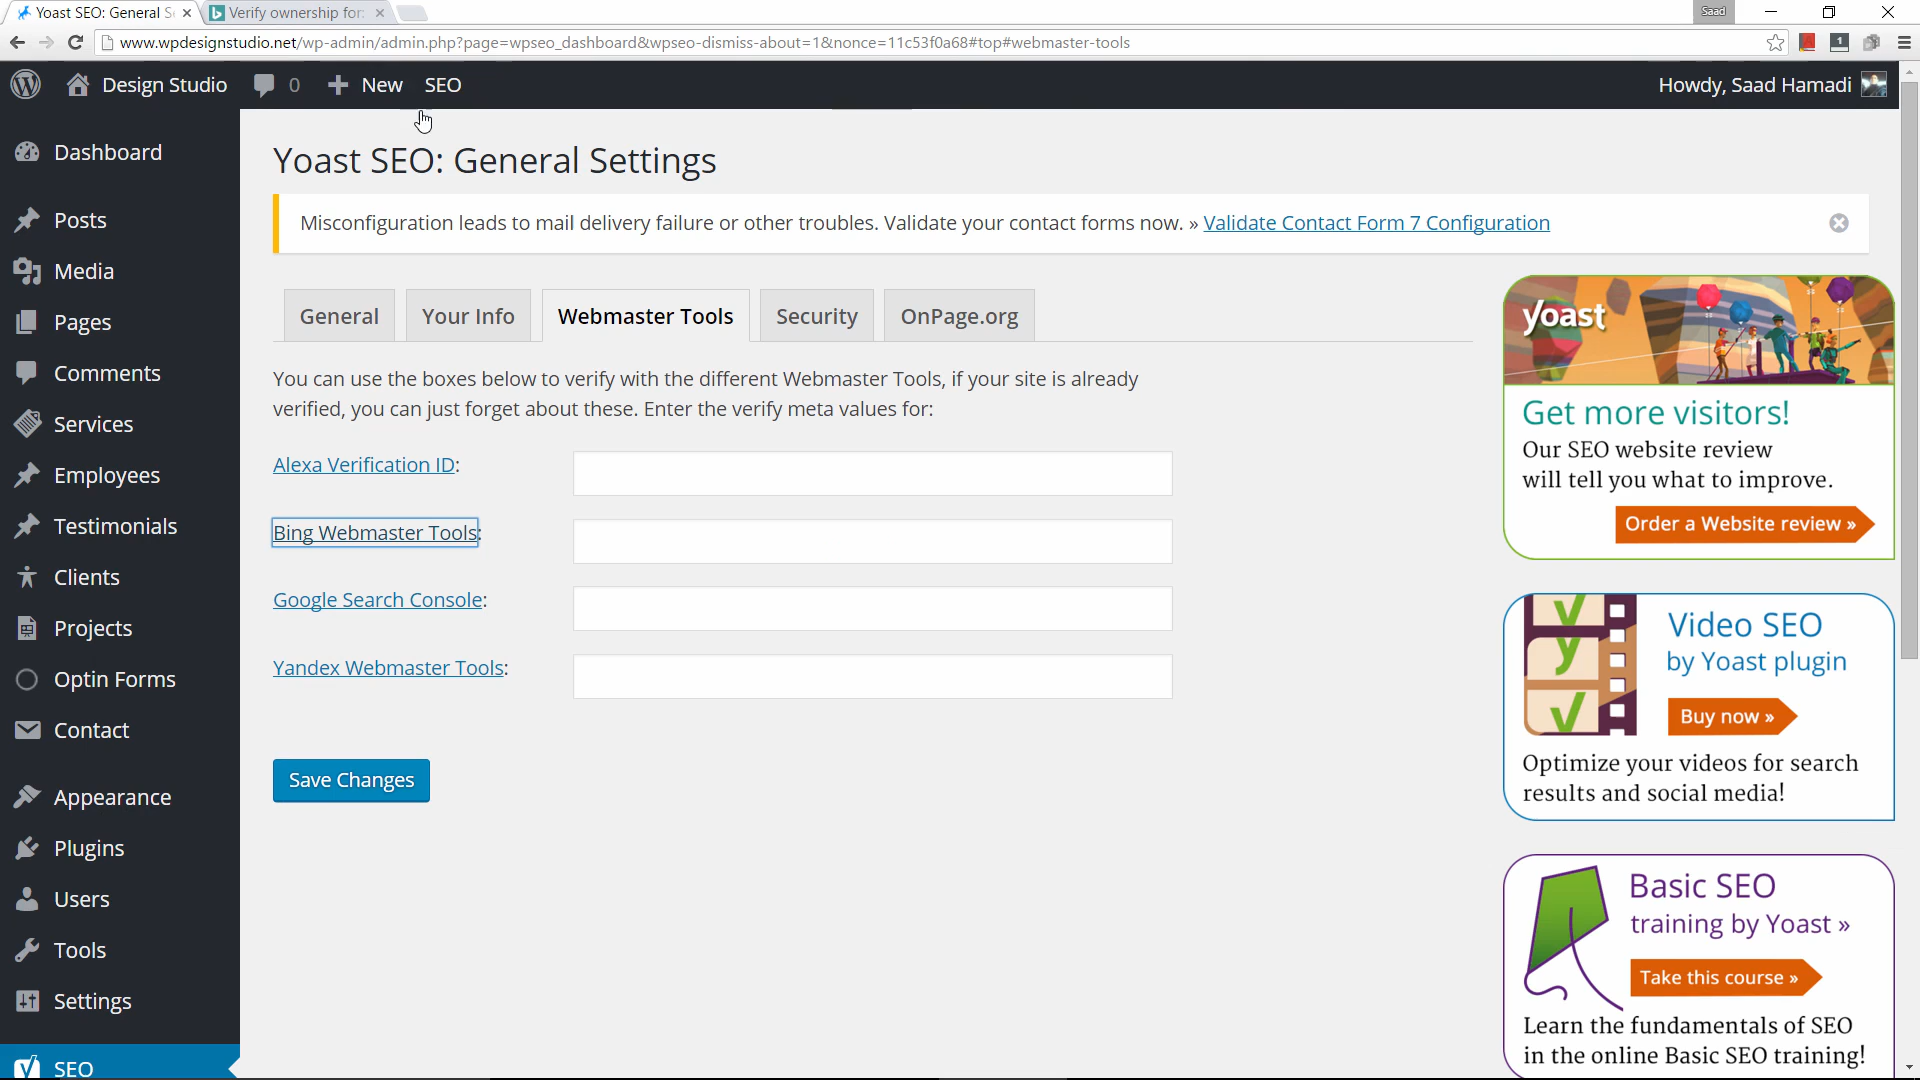 Yoast SEO: General S
Verify ownership for:
Saad
www.wpdesignstudio.net/wp-admin/admin.php?page=wpseo_dashboard&wpseo-dismiss-about=1&nonce=11c53f0a68#top#webmaster-tools
1
Design Studio
0
New
SEO
Howdy, Saad Hamadi
Dashboard
Posts
Media
Pages
Comments
Services
Employees
Testimonials
Clients
Projects
Optin Forms
Contact
Appearance
Plugins
Users
Tools
Settings
SEO
Yoast SEO: General Settings
Misconfiguration leads to mail delivery failure or other troubles. Validate your contact forms now. » Validate Contact Form 7 Configuration
General
Your Info
Webmaster Tools
Security
OnPage.org
You can use the boxes below to verify with the different Webmaster Tools, if your site is already
verified, you can just forget about these. Enter the verify meta values for:
Alexa Verification ID:
Bing Webmaster Tools:
Google Search Console:
Yandex Webmaster Tools:
Save Changes
yoast
Get more visitors!
Our SEO website review
will tell you what to improve.
Order a Website review »
Video SEO
by Yoast plugin
Buy now »
Optimize your videos for search
results and social media!
Basic SEO
training by Yoast »
Take this course »
Learn the fundamentals of SEO
in the online Basic SEO training!